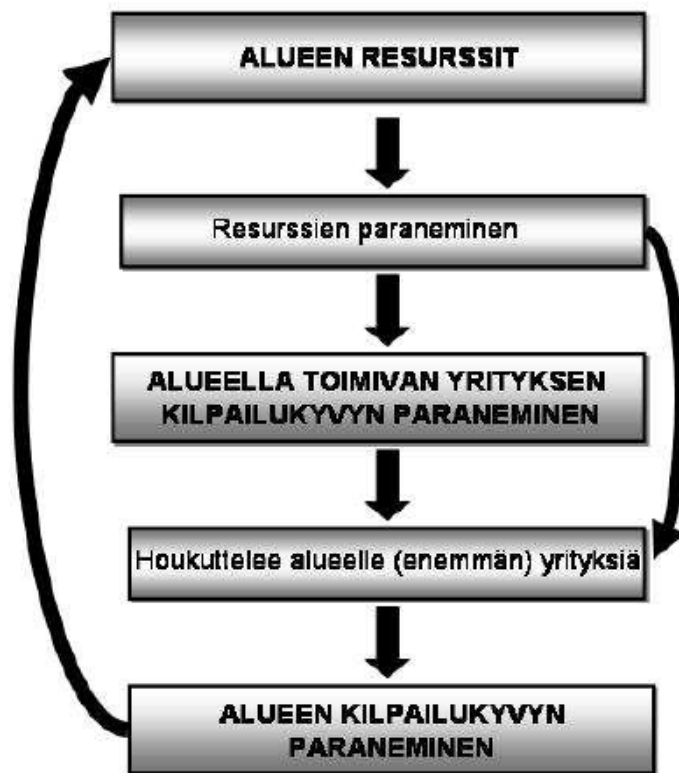 ALUEEN RESURSSIT
Resurssien paraneminen
ALUEELLA TOIMIVAN YRITYKSEN
KILPAILUKYVYN PARANEMINEN
Houkuttelee alueelle (enemmän) yrityksiä
ALUEEN KILPAILUKYVYN
PARANEMINEN